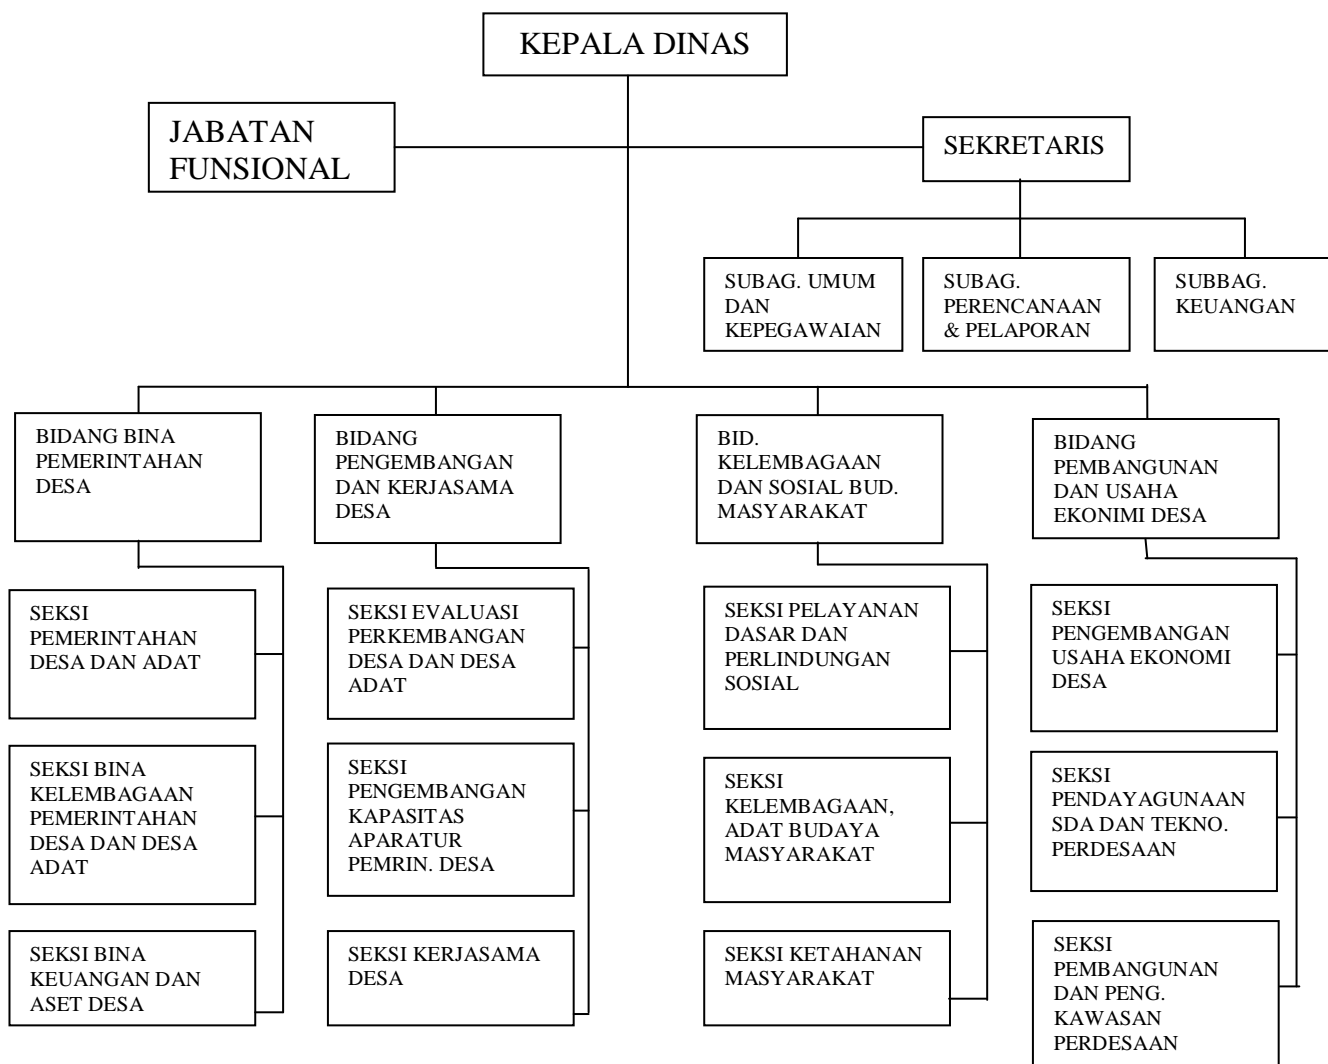 KEPALA DINAS
JABATAN
FUNSIONAL
SEKRETARIS
SUBAG. UMUM
DAN
KEPEGAWAIAN
SUBAG.
PERENCANAAN
& PELAPORAN
SUBBAG.
KEUANGAN
BIDANG BINA
PEMERINTAHAN
DESA
BIDANG
PENGEMBANGAN
DAN KERJASAMA
DESA
BID.
KELEMBAGAAN
DAN SOSIAL BUD.
MASYARAKAT
BIDANG
PEMBANGUNAN
DAN USAHA
EKONIMI DESA
SEKSI
PEMERINTAHAN
DESA DAN ADAT
SEKSI EVALUASI
PERKEMBANGAN
DESA DAN DESA
ADAT
SEKSI PELAYANAN
DASAR DAN
PERLINDUNGAN
SOSIAL
SEKSI
PENGEMBANGAN
USAHA EKONOMI
DESA
SEKSI BINA
KELEMBAGAAN
PEMERINTAHAN
DESA DAN DESA
ADAT
SEKSI
PENGEMBANGAN
KAPASITAS
APARATUR
PEMRIN. DESA
SEKSI
KELEMBAGAAN,
ADAT BUDAYA
MASYARAKAT
SEKSI
PENDAYAGUNAAN
SDA DAN TEKNO.
PERDESAAN
SEKSI BINA
KEUANGAN DAN
ASET DESA
SEKSI KERJASAMA
DESA
SEKSI KETAHANAN
MASYARAKAT
SEKSI
PEMBANGUNAN
DAN PENG.
KAWASAN
PERDESAAN